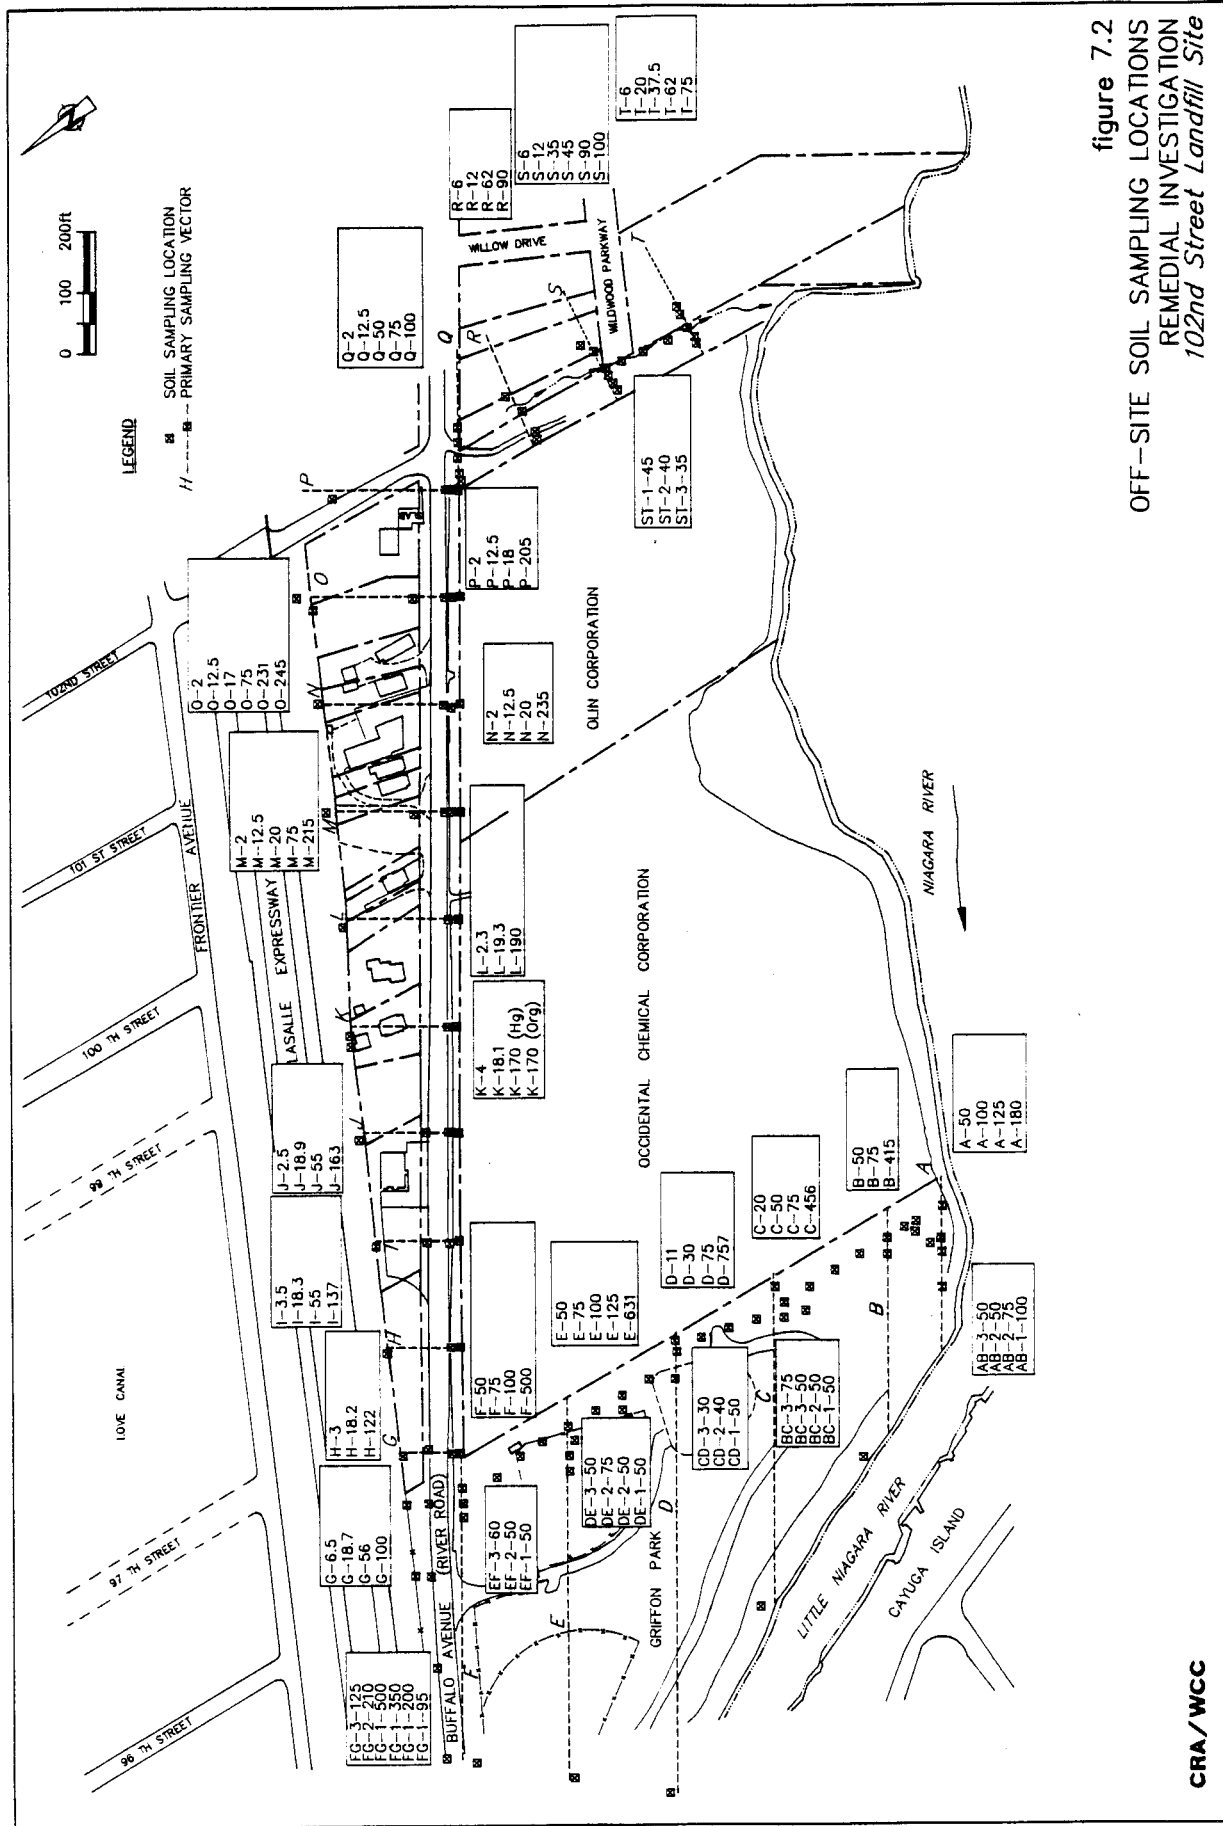 figure 7.2
OFF-SITE SOIL SAMPLING LOCATIONS
REMEDIAL INVESTIGATION
102nd Street Landfill Site
CRA/WCC
0 100 200ft
LEGEND
SOIL SAMPLING LOCATION
H PRIMARY SAMPLING VECTOR
96 TH STREET
97 TH STREET
99 TH STREET
100 TH STREET
101 ST STREET
102ND STREET
LOVE CANAL
FRONTIER AVENUE
LASALLE EXPRESSWAY
BUFFALO AVENUE (RIVER ROAD)
WILLOW DRIVE
WILDWOOD PARKWAY
OLIN CORPORATION
OCCIDENTAL CHEMICAL CORPORATION
GRIFFON PARK
NIAGARA RIVER
LITTLE NIAGARA RIVER
CAYUGA ISLAND
FG-3-125
FG-2-210
FG-1-500
FG-1-350
FG-1-200
FG-1-95
G-6.5
G-18.7
G-56
G-100
H-3
H-18.2
H-122
I-3.5
I-18.3
I-55
I-137
J-2.5
J-18.9
J-55
J-163
K-4
K-18.1
K-170 (Hg)
K-170 (Org)
L-2.3
L-19.3
L-190
M-2
M-12.5
M-20
M-75
M-215
N-2
N-12.5
N-20
N-235
O-2
O-12.5
O-17
O-75
O-231
O-245
P-2
P-12.5
P-18
P-205
Q-2
Q-12.5
Q-50
Q-75
Q-100
R-6
R-12
R-62
R-90
S-6
S-12
S-35
S-45
S-90
S-100
T-6
T-20
T-37.5
T-62
T-75
ST-1-45
ST-2-40
ST-3-35
F-50
F-75
F-100
F-500
E-50
E-75
E-100
E-125
E-631
D-11
D-30
D-75
D-757
C-20
C-50
C-75
C-456
B-50
B-75
B-415
A-50
A-100
A-125
A-180
EF-3-60
EF-2-50
EF-1-50
DE-3-50
DE-2-75
DE-2-50
DE-1-50
CD-3-30
CD-2-40
CD-1-50
BC-3-75
BC-3-50
BC-2-50
BC-1-50
AB-3-50
AB-2-50
AB-2-75
AB-1-100
A
B
C
D
E
F
G
H
I
J
K
L
M
N
O
P
Q
R
S
T